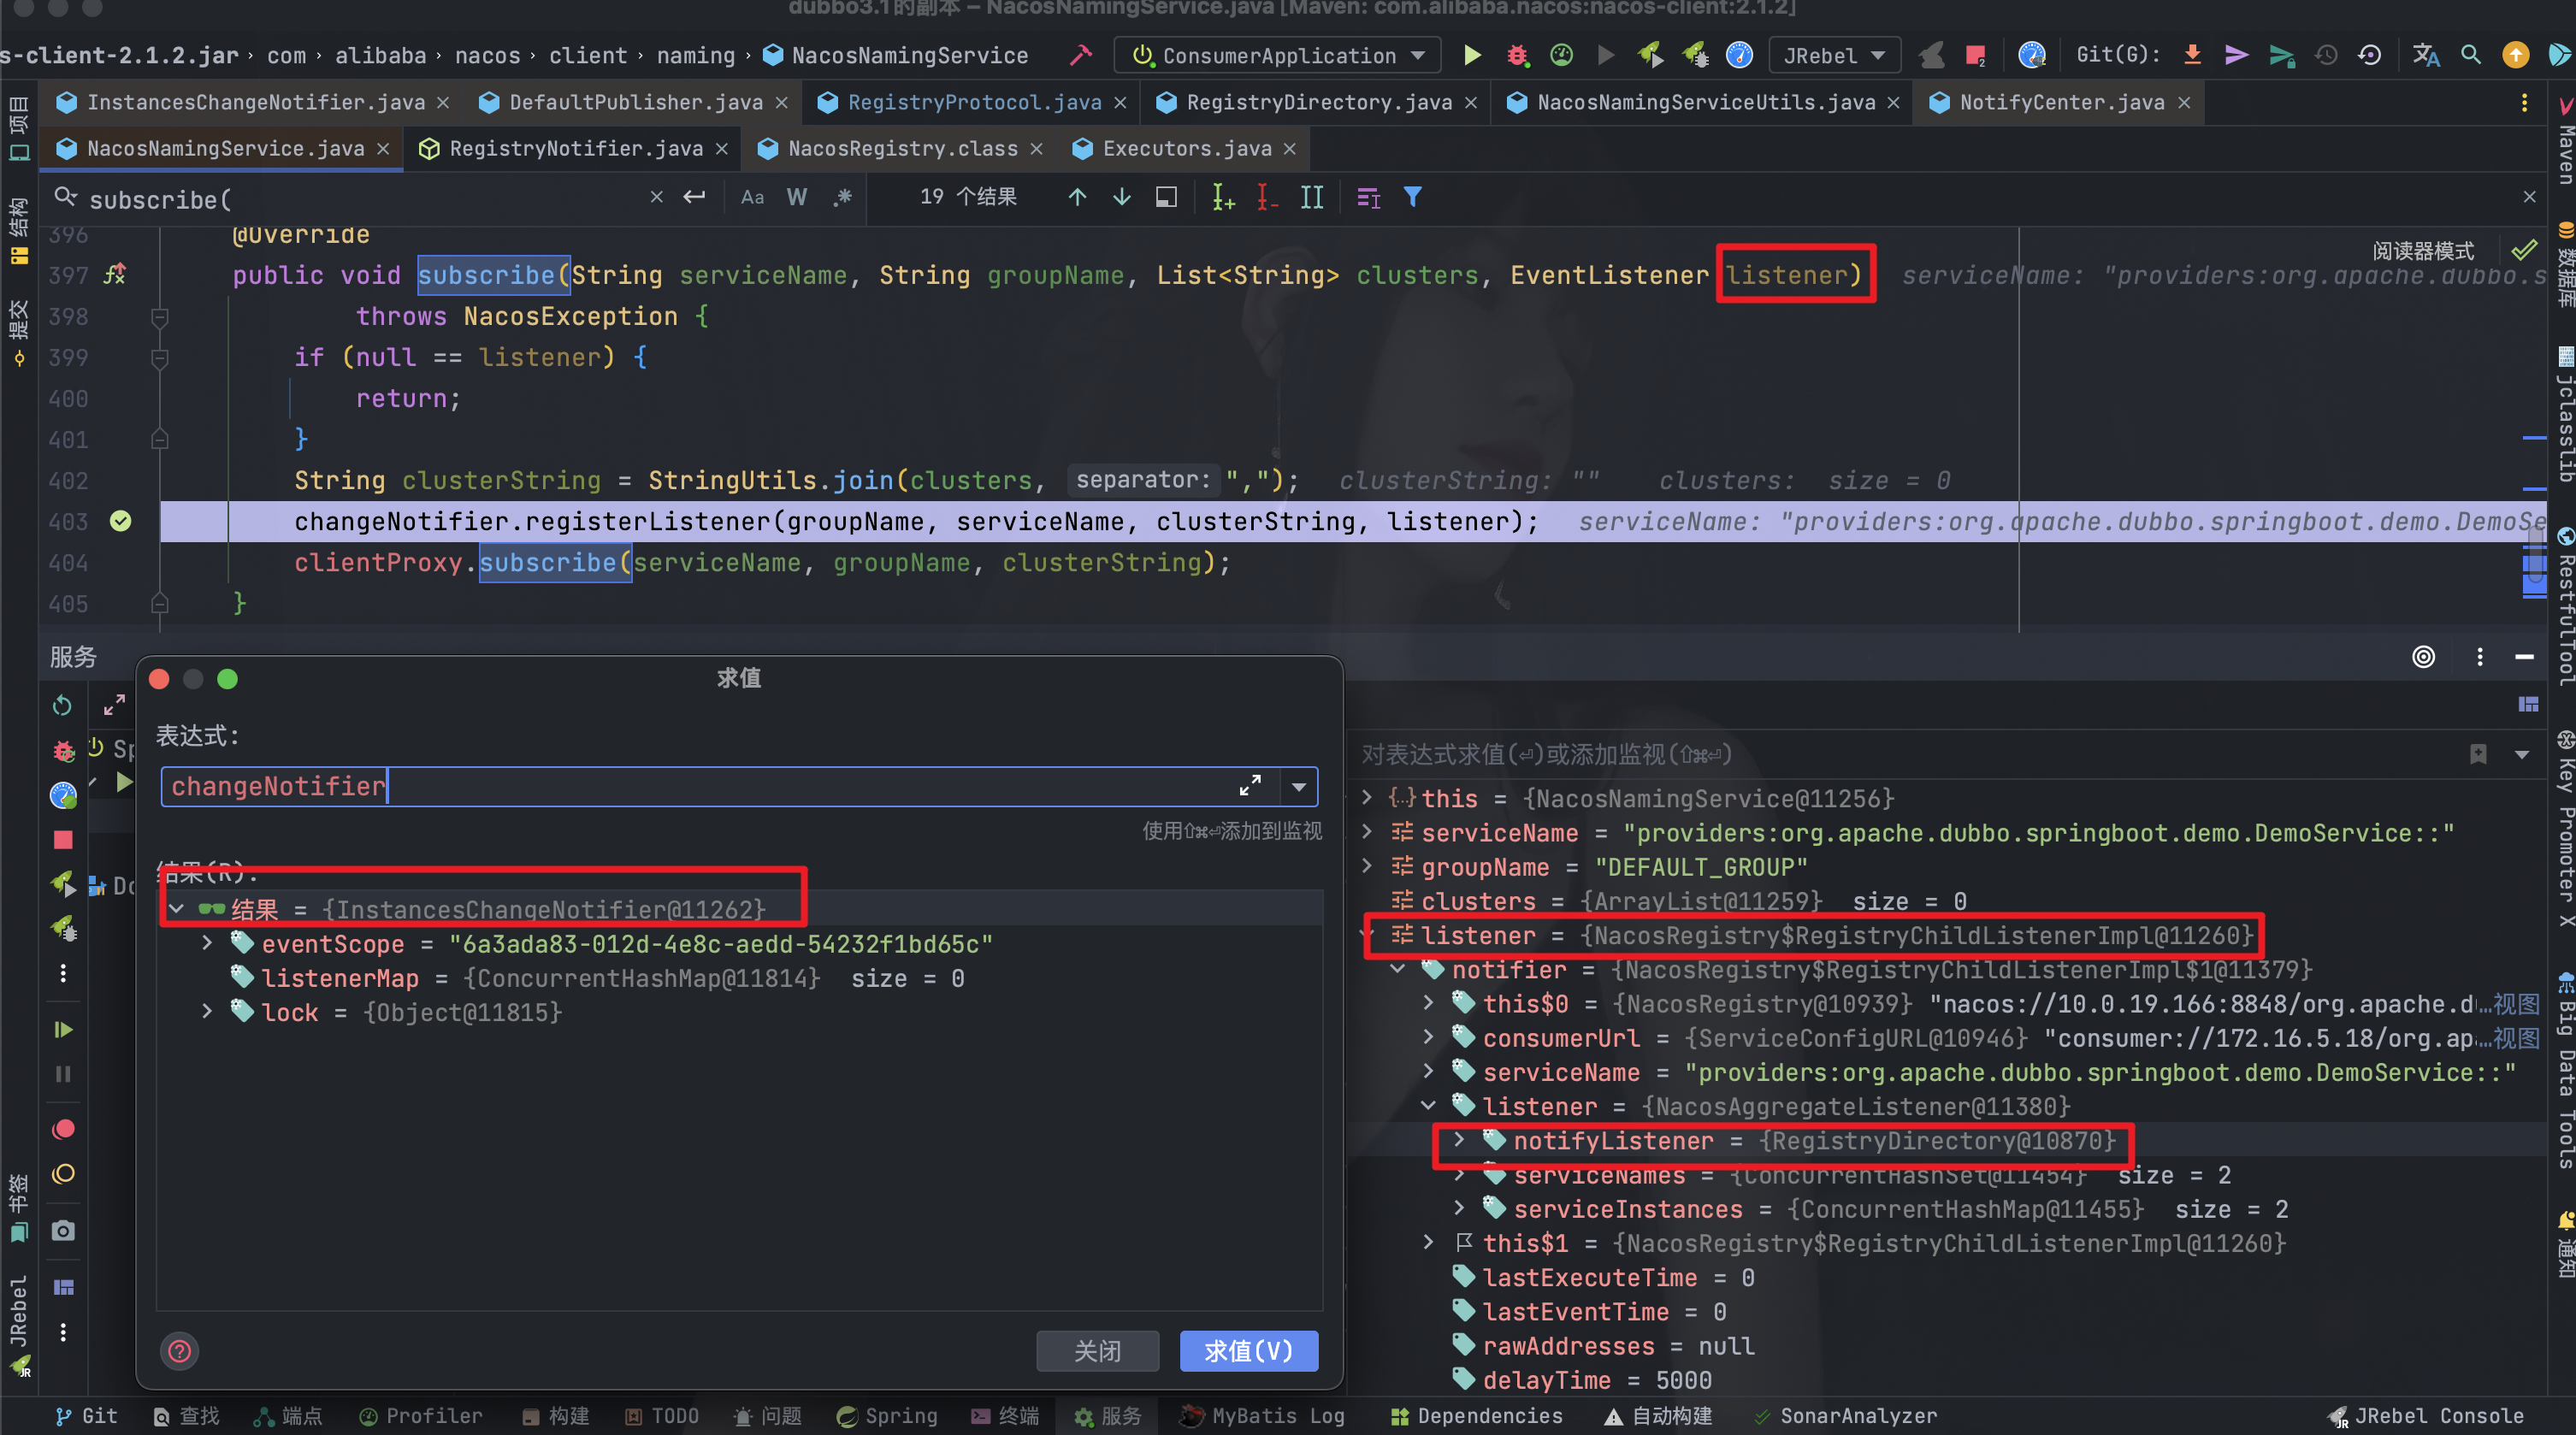 dubbo3.1的副本 – NacosNamingService.java [Maven: com.alibaba.nacos:nacos-client:2.1.2]
s-client-2.1.2.jar › com › alibaba › nacos › client › naming › NacosNamingService
ConsumerApplication
JRebel
Git(G):
InstancesChangeNotifier.java
DefaultPublisher.java
RegistryProtocol.java
RegistryDirectory.java
NacosNamingServiceUtils.java
NotifyCenter.java
NacosNamingService.java
RegistryNotifier.java
NacosRegistry.class
Executors.java
subscribe(
Aa W .*
19 个结果
阅读器模式
396 @Override
397 public void subscribe(String serviceName, String groupName, List<String> clusters, EventListener listener) serviceName: "providers:org.apache.dubbo.s
398 throws NacosException {
399 if (null == listener) {
400 return;
401 }
402 String clusterString = StringUtils.join(clusters, separator: ","); clusterString: "" clusters: size = 0
403 changeNotifier.registerListener(groupName, serviceName, clusterString, listener); serviceName: "providers:org.apache.dubbo.springboot.demo.DemoSe
404 clientProxy.subscribe(serviceName, groupName, clusterString);
405 }
服务
Sp
Do
求值
表达式:
changeNotifier
使用⇧⌘⏎添加到监视
结果(R):
结果 = {InstancesChangeNotifier@11262}
eventScope = "6a3ada83-012d-4e8c-aedd-54232f1bd65c"
listenerMap = {ConcurrentHashMap@11814} size = 0
lock = {Object@11815}
关闭
求值(V)
对表达式求值(⏎)或添加监视(⇧⌘⏎)
this = {NacosNamingService@11256}
serviceName = "providers:org.apache.dubbo.springboot.demo.DemoService::"
groupName = "DEFAULT_GROUP"
clusters = {ArrayList@11259} size = 0
listener = {NacosRegistry$RegistryChildListenerImpl@11260}
notifier = {NacosRegistry$RegistryChildListenerImpl$1@11379}
this$0 = {NacosRegistry@10939} "nacos://10.0.19.166:8848/org.apache.d…视图
consumerUrl = {ServiceConfigURL@10946} "consumer://172.16.5.18/org.ap…视图
serviceName = "providers:org.apache.dubbo.springboot.demo.DemoService::"
listener = {NacosAggregateListener@11380}
notifyListener = {RegistryDirectory@10870}
serviceNames = {ConcurrentHashSet@11454} size = 2
serviceInstances = {ConcurrentHashMap@11455} size = 2
this$1 = {NacosRegistry$RegistryChildListenerImpl@11260}
lastExecuteTime = 0
lastEventTime = 0
rawAddresses = null
delayTime = 5000
项目
结构
提交
书签
JRebel
Maven
数据库
jclasslib
RestfulTool
Key Promoter X
Big Data Tools
通知
Git
查找
端点
Profiler
构建
TODO
问题
Spring
终端
服务
MyBatis Log
Dependencies
自动构建
SonarAnalyzer
JRebel Console